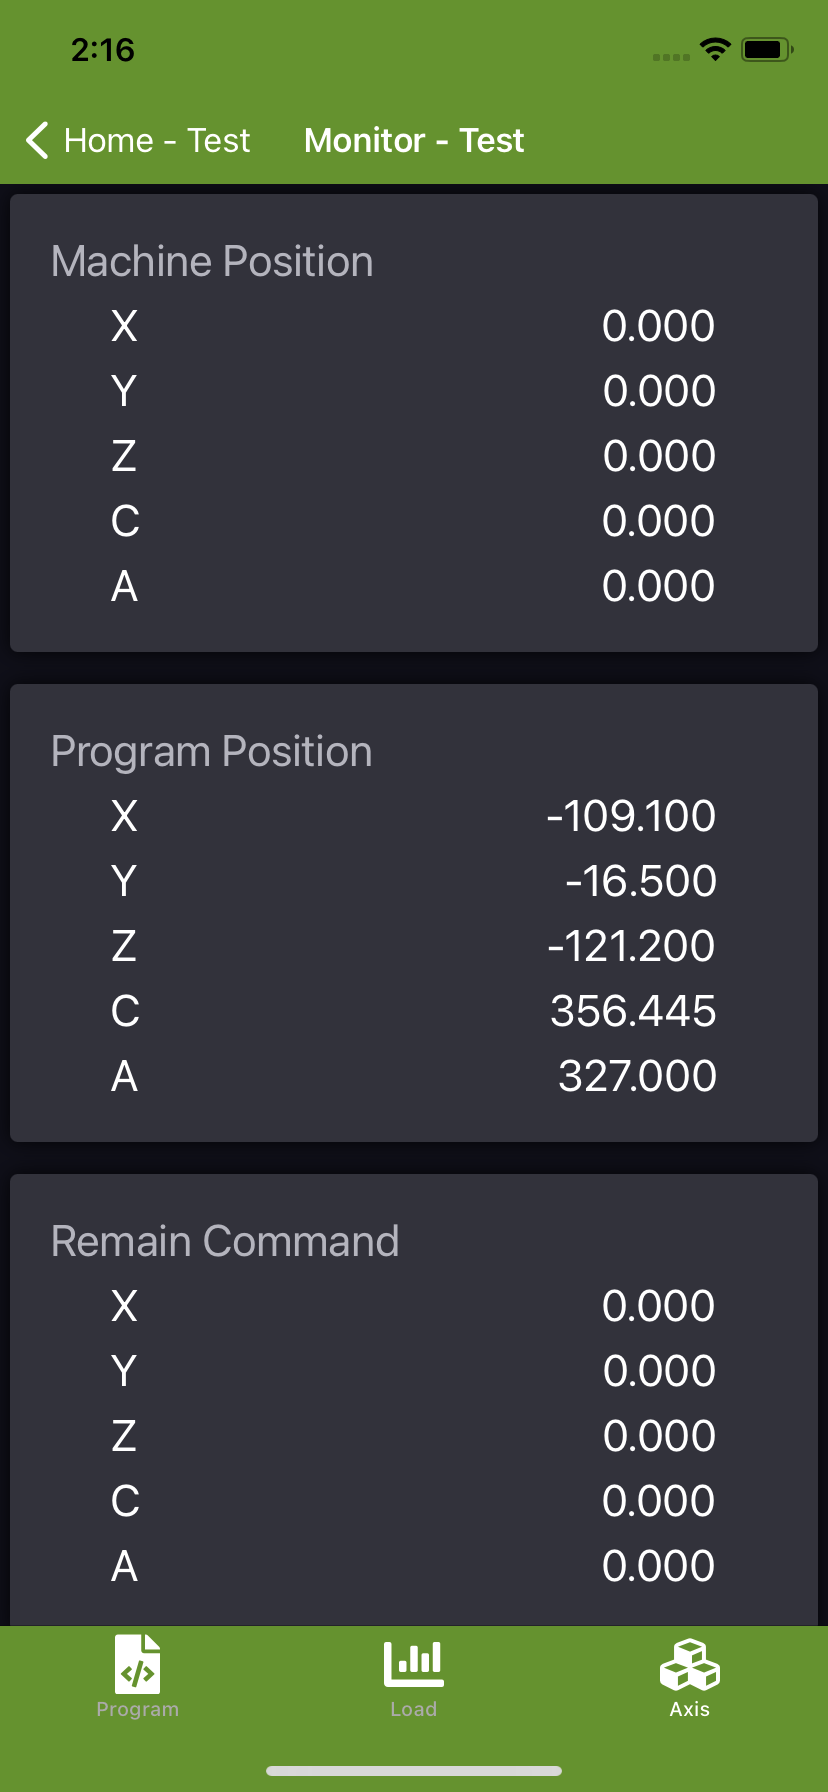 2:16
Home - Test Monitor - Test
Machine Position
X 0.000
Y 0.000
Z 0.000
C 0.000
A 0.000
Program Position
X -109.100
Y -16.500
Z -121.200
C 356.445
A 327.000
Remain Command
X 0.000
Y 0.000
Z 0.000
C 0.000
A 0.000
Program Load Axis